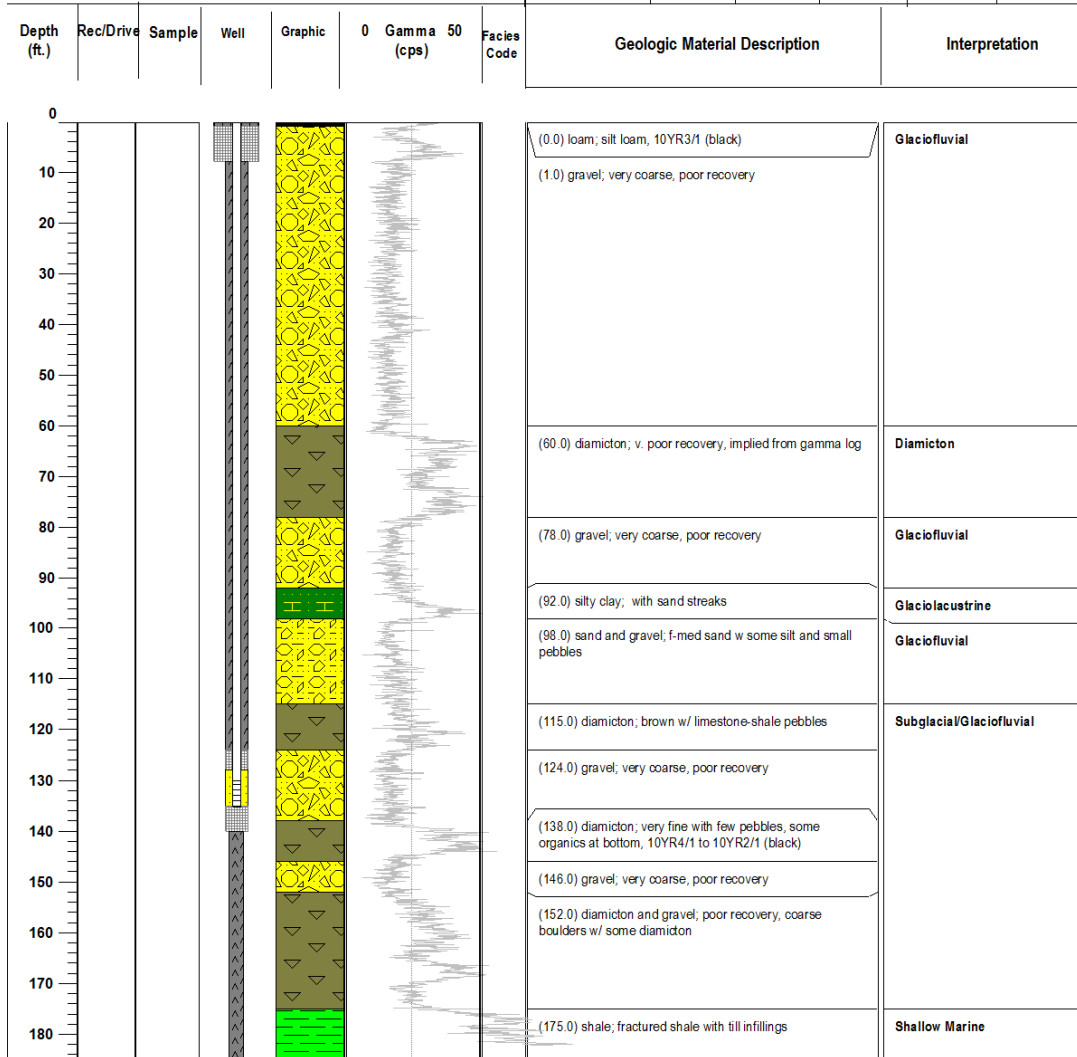 Depth
(ft.)
Rec/Drive
Sample
Well
Graphic
0 Gamma 50
(cps)
Facies
Code
Geologic Material Description
Interpretation
0
10
20
30
40
50
60
70
80
90
100
110
120
130
140
150
160
170
180
(0.0) loam; silt loam, 10YR3/1 (black)
Glaciofluvial
(1.0) gravel; very coarse, poor recovery
(60.0) diamicton; v. poor recovery, implied from gamma log
Diamicton
(78.0) gravel; very coarse, poor recovery
Glaciofluvial
(92.0) silty clay; with sand streaks
Glaciolacustrine
(98.0) sand and gravel; f-med sand w some silt and small
pebbles
Glaciofluvial
(115.0) diamicton; brown w/ limestone-shale pebbles
Subglacial/Glaciofluvial
(124.0) gravel; very coarse, poor recovery
(138.0) diamicton; very fine with few pebbles, some
organics at bottom, 10YR4/1 to 10YR2/1 (black)
(146.0) gravel; very coarse, poor recovery
(152.0) diamicton and gravel; poor recovery, coarse
boulders w/ some diamicton
(175.0) shale; fractured shale with till infillings
Shallow Marine